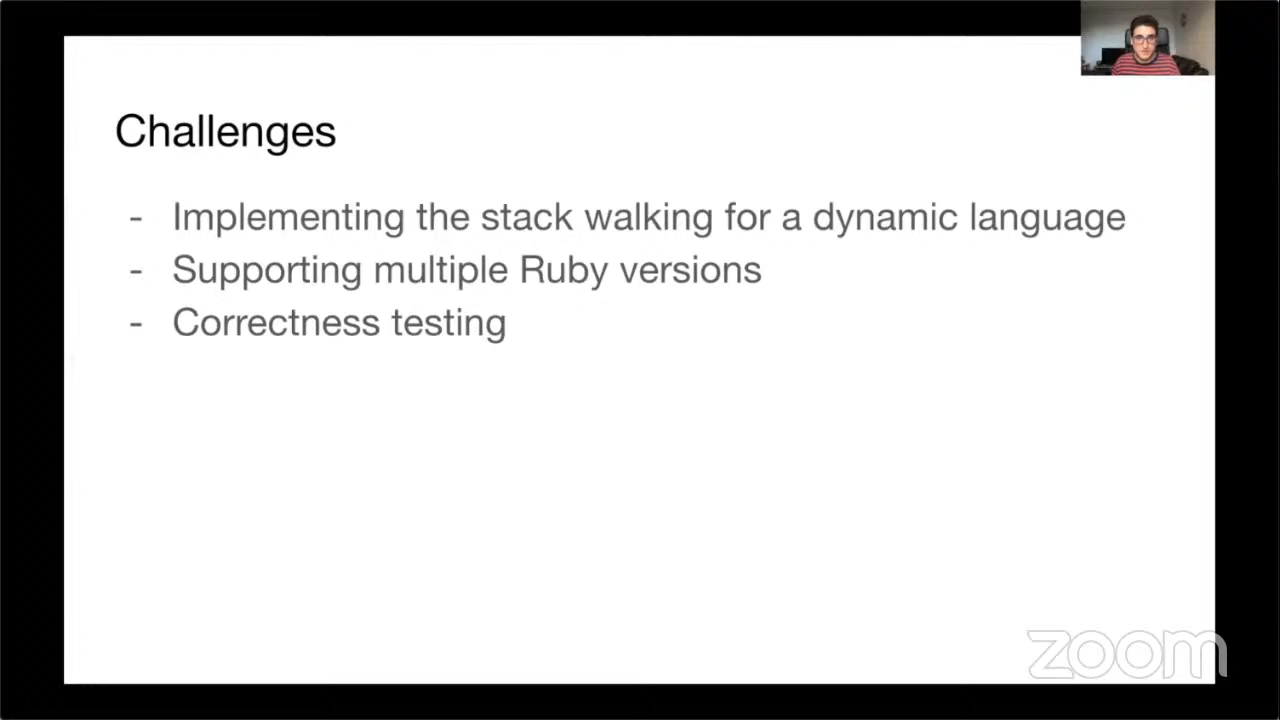 Challenges
- Implementing the stack walking for a dynamic language
- Supporting multiple Ruby versions
- Correctness testing
zoom